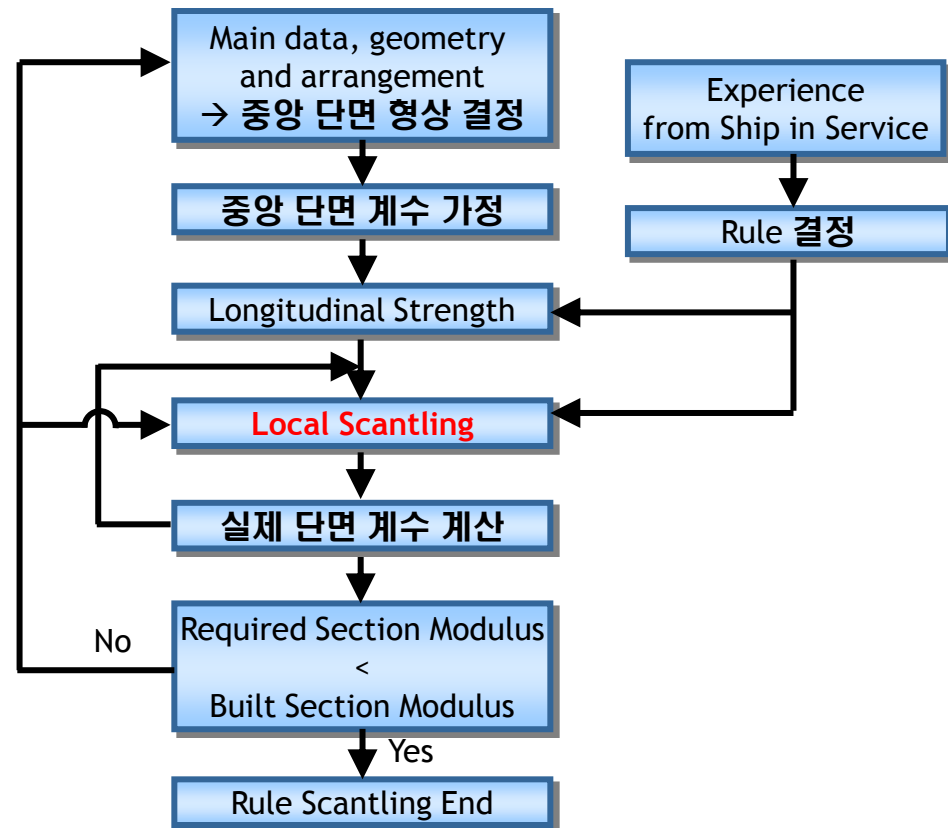 Main data, geometry
and arrangement
→ 중앙 단면 형상 결정
Experience
from Ship in Service
중앙 단면 계수 가정
Rule 결정
Longitudinal Strength
Local Scantling
실제 단면 계수 계산
No
Required Section Modulus
<
Built Section Modulus
Yes
Rule Scantling End